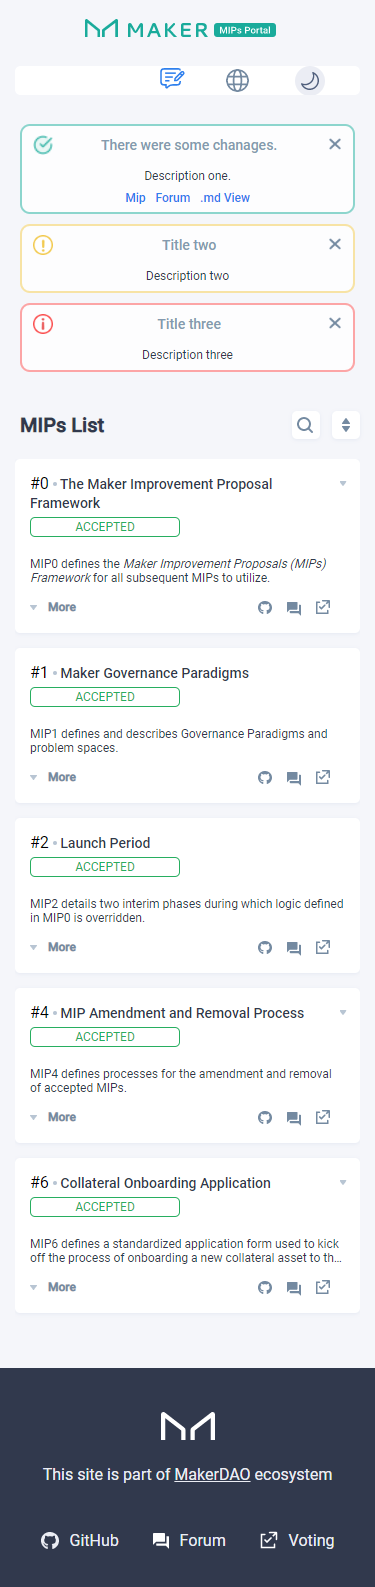 MAKER MIPs Portal
There were some chanages.
Description one.
Mip Forum .md View
Title two
Description two
Title three
Description three
MIPs List
#0 • The Maker Improvement Proposal
Framework
ACCEPTED
MIP0 defines the Maker Improvement Proposals (MIPs)
Framework for all subsequent MIPs to utilize.
More
#1 • Maker Governance Paradigms
ACCEPTED
MIP1 defines and describes Governance Paradigms and
problem spaces.
More
#2 • Launch Period
ACCEPTED
MIP2 details two interim phases during which logic defined
in MIP0 is overridden.
More
#4 • MIP Amendment and Removal Process
ACCEPTED
MIP4 defines processes for the amendment and removal
of accepted MIPs.
More
#6 • Collateral Onboarding Application
ACCEPTED
MIP6 defines a standardized application form used to kick
off the process of onboarding a new collateral asset to th...
More
This site is part of MakerDAO ecosystem
GitHub Forum Voting